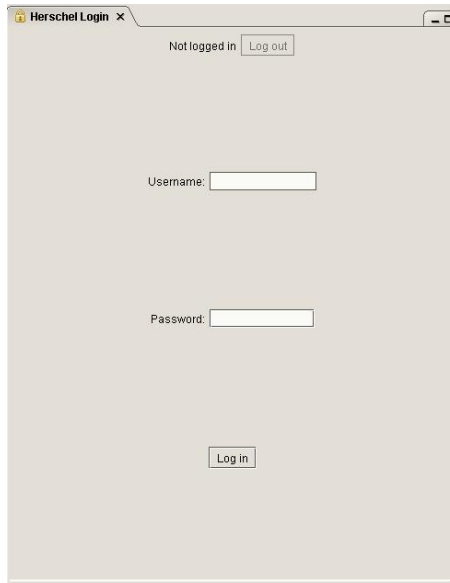 Herschel Login
Not logged in Log out
Username:
Password:
Log in